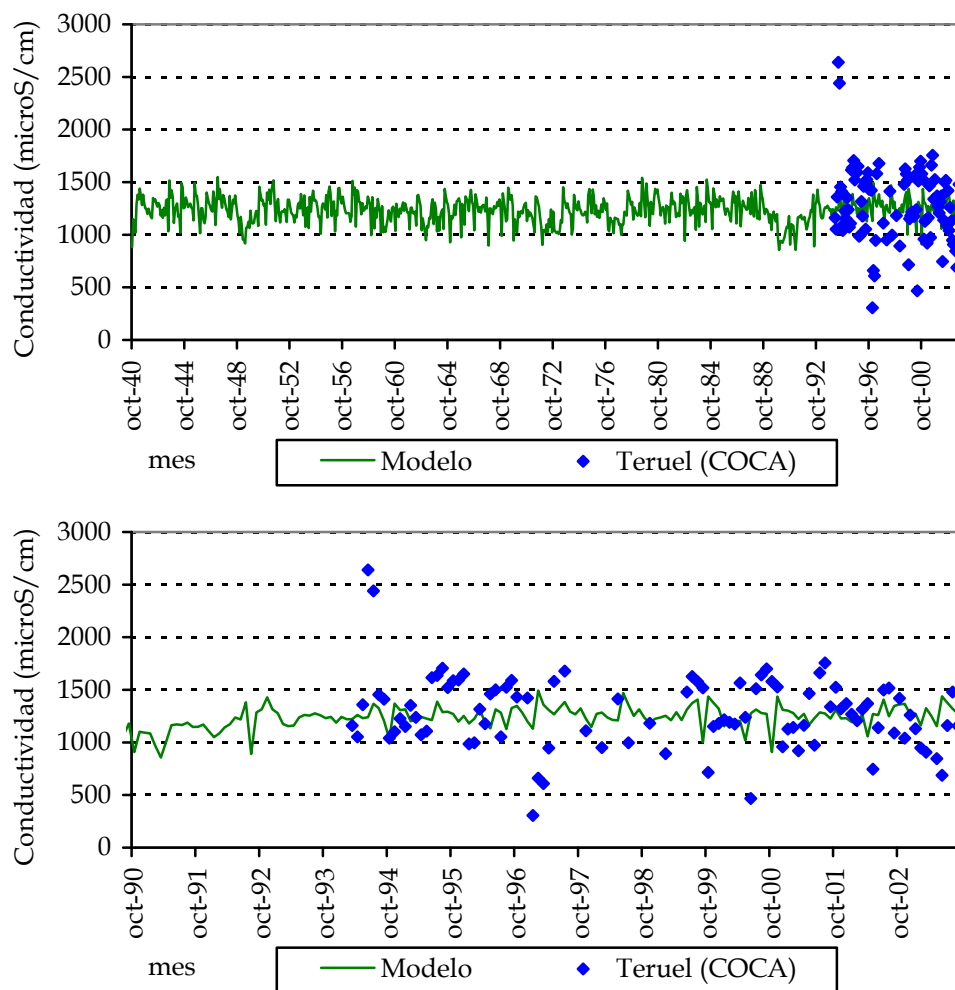 3000
2500
2000
1500
1000
500
0
Conductividad (microS/cm)
oct-40
oct-44
oct-48
oct-52
oct-56
oct-60
oct-64
oct-68
oct-72
oct-76
oct-80
oct-84
oct-88
oct-92
oct-96
oct-00
mes
Modelo
Teruel (COCA)
3000
2500
2000
1500
1000
500
0
Conductividad (microS/cm)
oct-90
oct-91
oct-92
oct-93
oct-94
oct-95
oct-96
oct-97
oct-98
oct-99
oct-00
oct-01
oct-02
mes
Modelo
Teruel (COCA)